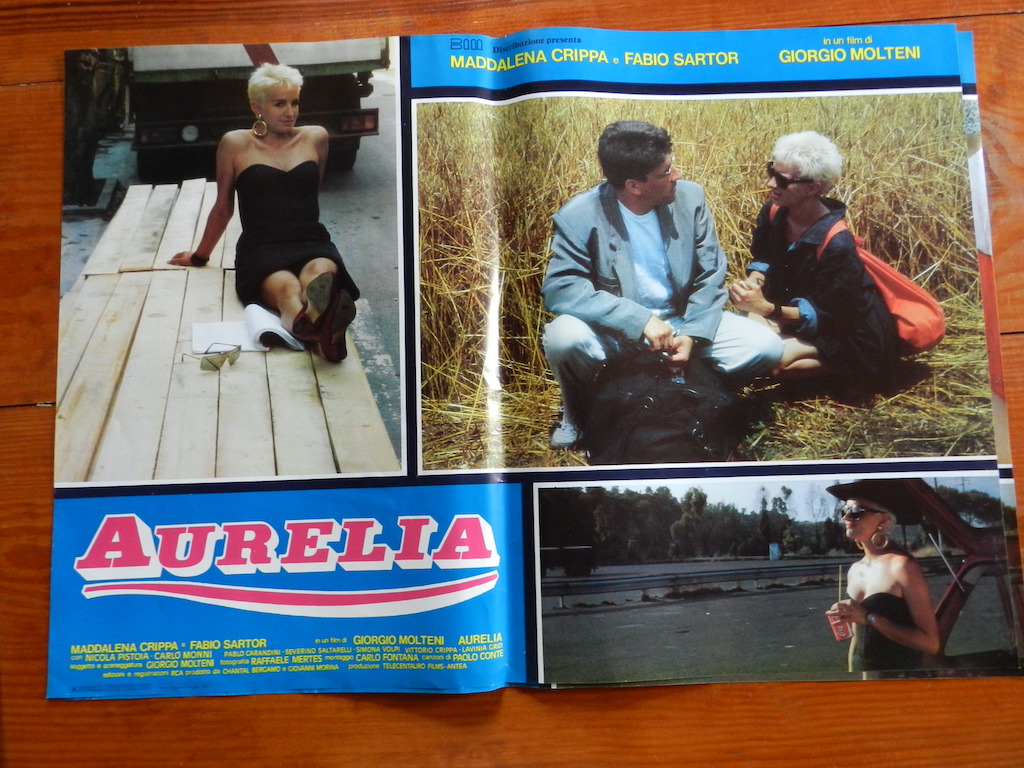 Distribuzione presenta
MADDALENA CRIPPA e FABIO SARTOR
in un film di
GIORGIO MOLTENI
AURELIA
MADDALENA CRIPPA e FABIO SARTOR in un film di GIORGIO MOLTENI AURELIA
con NICOLA PISTOIA · CARLO MONNI PABLO CARANDINI · SEVERINO SALTARELLI · SIMONA VOLPI VITTORIO CRIPPA · LAVINIA GRIZI
soggetto e sceneggiatura GIORGIO MOLTENI fotografia RAFFAELE MERTES montaggio CARLO FONTANA canzoni di PAOLO CONTE
edizioni e registrazioni RCA prodotto da CHANTAL BERGAMO e GIOVANNI MORINA produzione TELECENTAURO FILMS - ANTEA